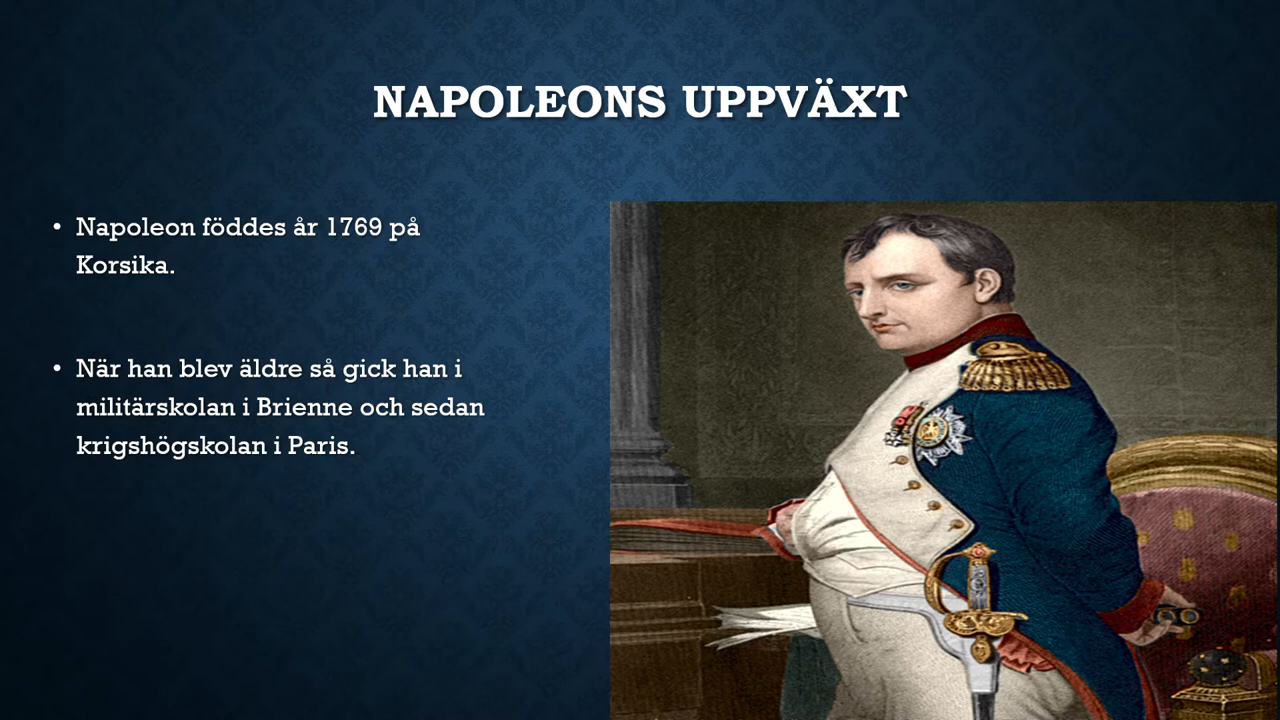 NAPOLEONS UPPVÄXT
• Napoleon föddes år 1769 på
Korsika.
• När han blev äldre så gick han i
militärskolan i Brienne och sedan
krigshögskolan i Paris.